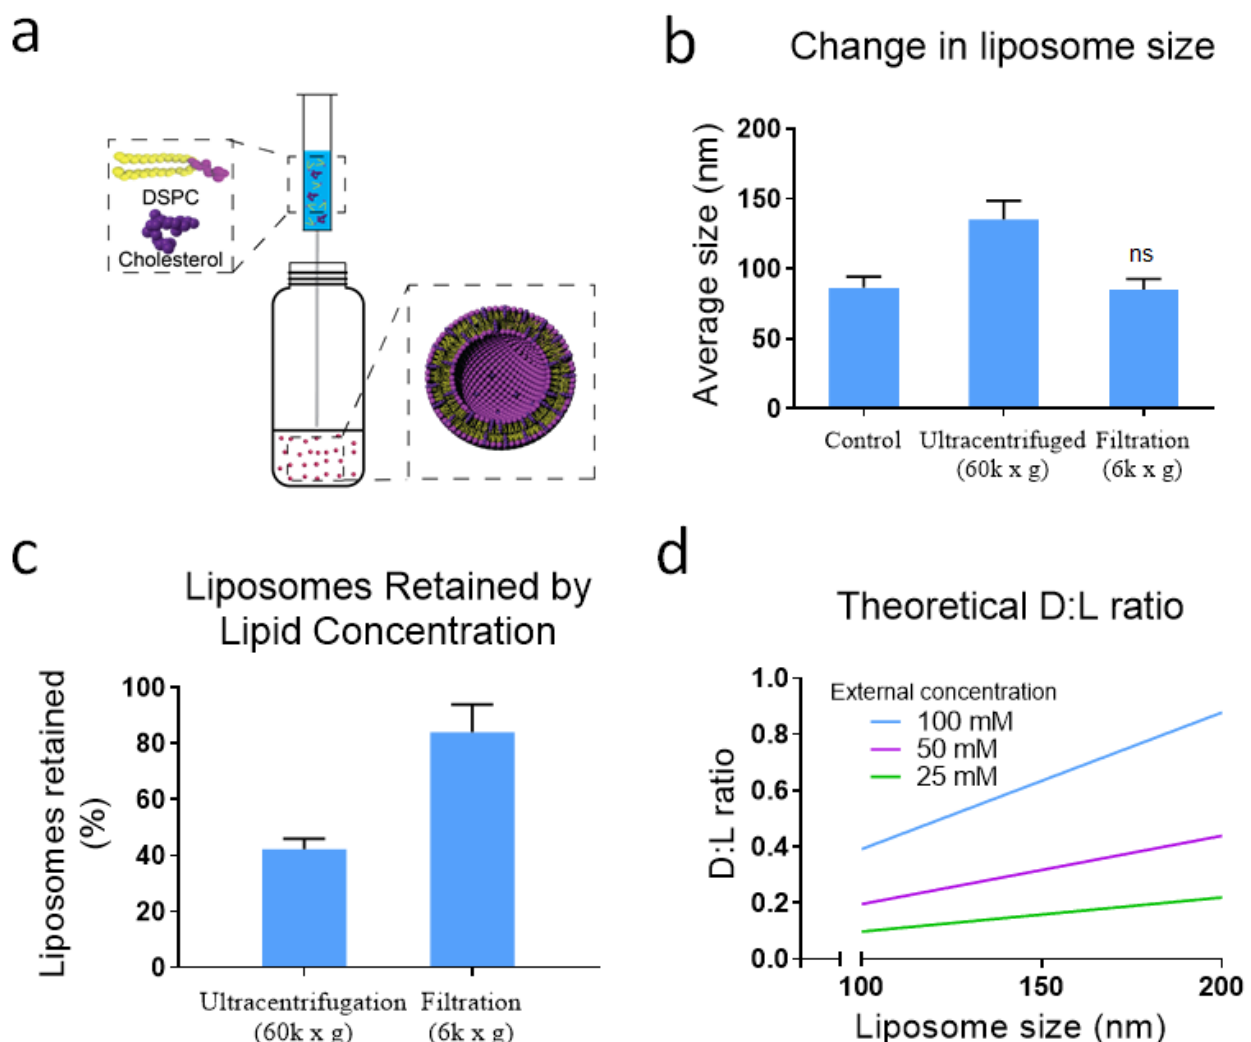 a
DSPC
Cholesterol
b
Change in liposome size
Average size (nm)
200
150
100
50
0
ns
Control
Ultracentrifuged
(60k x g)
Filtration
(6k x g)
c
Liposomes Retained by
Lipid Concentration
Liposomes retained
(%)
100
80
60
40
20
0
Ultracentrifugation
(60k x g)
Filtration
(6k x g)
d
Theoretical D:L ratio
D:L ratio
1.0
0.8
0.6
0.4
0.2
0.0
External concentration
100 mM
50 mM
25 mM
100
150
200
Liposome size (nm)